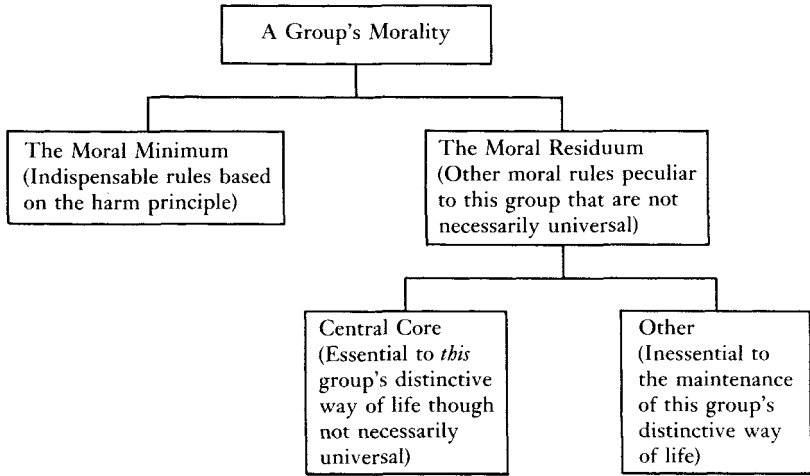 A Group's Morality
The Moral Minimum
(Indispensable rules based
on the harm principle)
The Moral Residuum
(Other moral rules peculiar
to this group that are not
necessarily universal)
Central Core
(Essential to this
group's distinctive
way of life though
not necessarily
universal)
Other
(Inessential to
the maintenance
of this group's
distinctive way
of life)